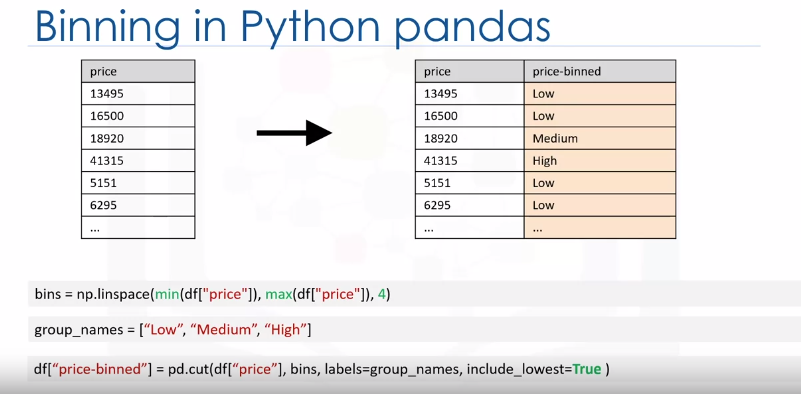 Binning in Python pandas
price
13495
16500
18920
41315
5151
6295
...
price price-binned
13495 Low
16500 Low
18920 Medium
41315 High
5151 Low
6295 Low
... ...
bins = np.linspace(min(df["price"]), max(df["price"]), 4)
group_names = [“Low”, “Medium”, “High”]
df[“price-binned”] = pd.cut(df[“price”], bins, labels=group_names, include_lowest=True )